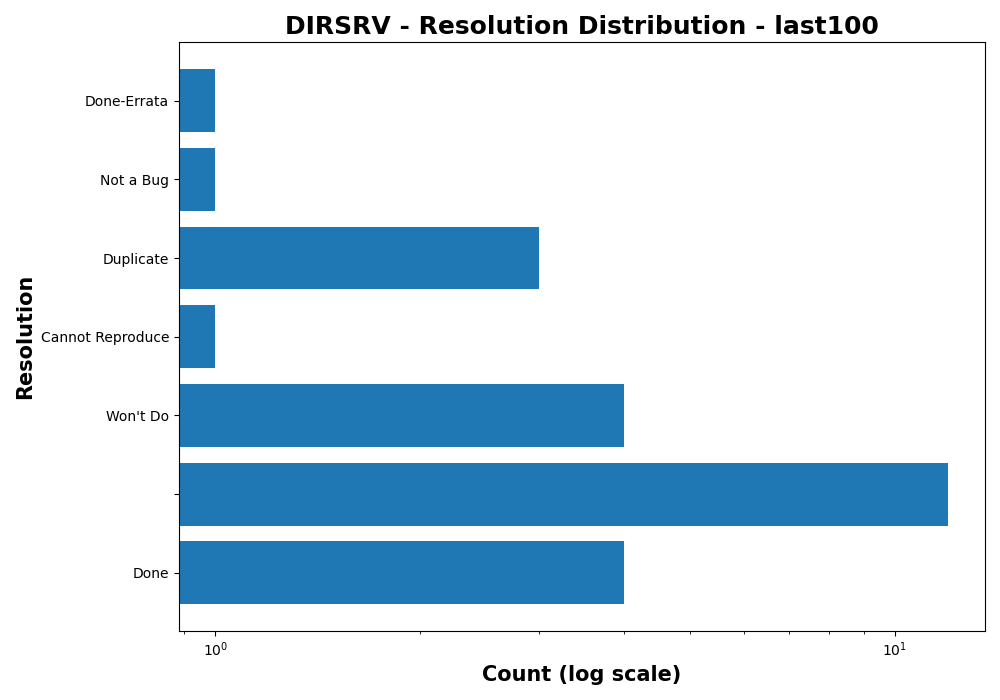 DIRSRV - Resolution Distribution - last100
Done-Errata
Not a Bug
Duplicate
Cannot Reproduce
Won't Do
Done
Resolution
10⁰
10¹
Count (log scale)